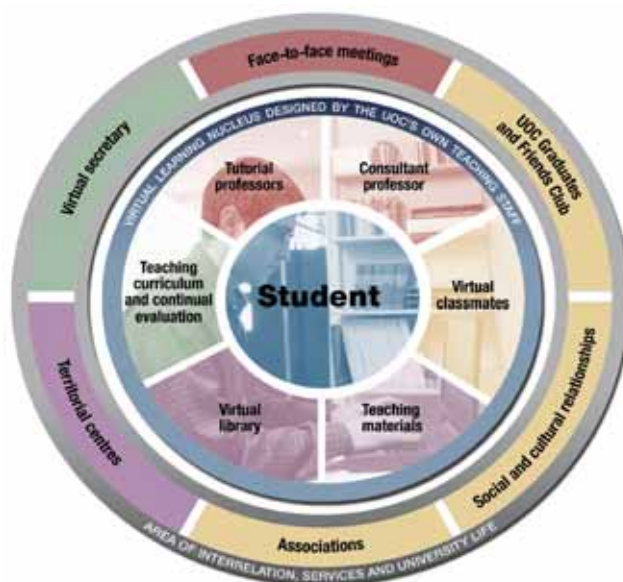 Face-to-face meetings
UOC Graduates
and Friends Club
Social and cultural relationships
Associations
Territorial centres
Virtual secretary
VIRTUAL LEARNING NUCLEUS DESIGNED BY THE UOC'S OWN TEACHING STAFF
Tutorial
professors
Consultant
professor
Teaching
curriculum
and continual
evaluation
Student
Virtual
classmates
Virtual
library
Teaching
materials
AREA OF INTERRELATION, SERVICES AND UNIVERSITY LIFE